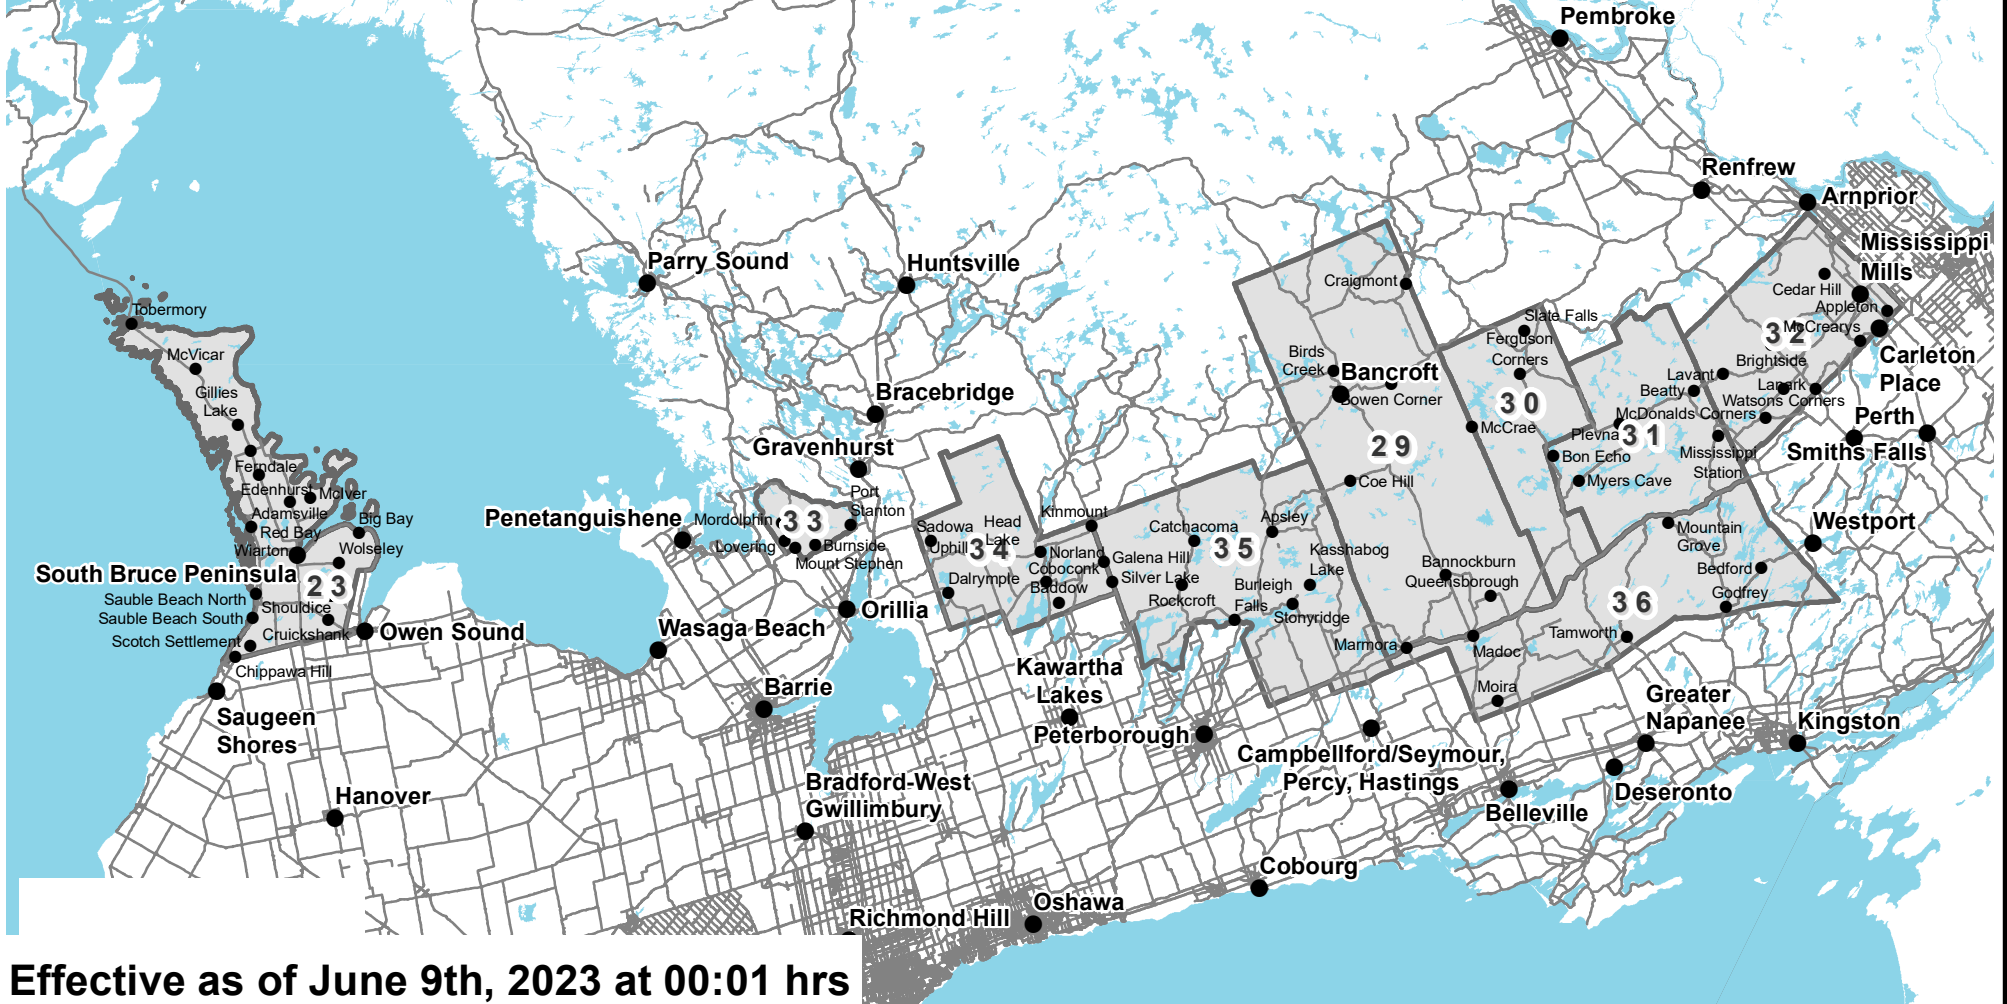 Pembroke
Renfrew
Arnprior
Mississippi
Mills
Parry Sound
Huntsville
Craigmont
Cedar Hill
Appleton
Tobermory
Slate Falls
32
McCrearys
Ferguson
Corners
McVicar
Birds
Creek
Bancroft
Brightside
Carleton
Place
Gillies
Lake
Bracebridge
Bowen Corner
30
Lavant
Beatty
Lanark
Watsons Corners
McDonalds Corners
Perth
McCrae
Plevna
31
Gravenhurst
29
Smiths Falls
Bon Echo
Mississippi
Station
Ferndale
Edenhurst
McIver
Coe Hill
Myers Cave
Port
Stanton
Adamsville
Big Bay
Penetanguishene
Mordolphin
33
Sadowa
Head
Lake
Kinmount
Catchacoma
Apsley
Westport
Red Bay
Wiarton
Wolseley
Lovering
Burnside
Mount Stephen
Uphill
34
Norland
Coboconk
Galena Hill
35
Kasshabog
Lake
Mountain
Grove
South Bruce Peninsula
23
Dalrymple
Baddow
Silver Lake
Rockcroft
Burleigh
Falls
Bannockburn
Queensborough
Bedford
Godfrey
36
Sauble Beach North
Shouldice
Sauble Beach South
Orillia
Stonyridge
Cruickshank
Owen Sound
Wasaga Beach
Tamworth
Scotch Settlement
Marmora
Madoc
Chippawa Hill
Kawartha
Lakes
Barrie
Moira
Greater
Napanee
Saugeen
Shores
Peterborough
Kingston
Campbellford/Seymour,
Percy, Hastings
Bradford-West
Gwillimbury
Hanover
Deseronto
Belleville
Cobourg
Oshawa
Richmond Hill
Effective as of June 9th, 2023 at 00:01 hrs